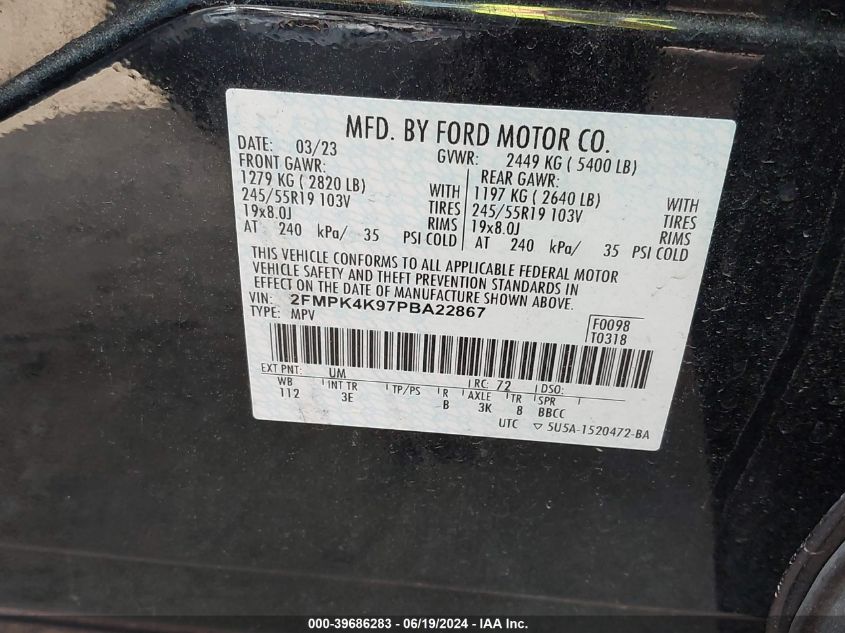 MFD. BY FORD MOTOR CO.
DATE: 03/23 GVWR: 2449 KG ( 5400 LB)
FRONT GAWR: REAR GAWR:
1279 KG ( 2820 LB) WITH 1197 KG ( 2640 LB) WITH
245/55R19 103V TIRES 245/55R19 103V TIRES
19x8.0J RIMS 19x8.0J RIMS
AT 240 kPa/ 35 PSI COLD AT 240 kPa/ 35 PSI COLD
THIS VEHICLE CONFORMS TO ALL APPLICABLE FEDERAL MOTOR
VEHICLE SAFETY AND THEFT PREVENTION STANDARDS IN
EFFECT ON THE DATE OF MANUFACTURE SHOWN ABOVE.
VIN: 2FMPK4K97PBA22867
TYPE: MPV
F0098
T0318
EXT PNT: UM RC: 72 DSO:
WB INT TR TP/PS R AXLE TR SPR
112 3E B 3K 8 BBCC
UTC ▽ 5U5A-1520472-BA
000-39686283 - 06/19/2024 - IAA Inc.